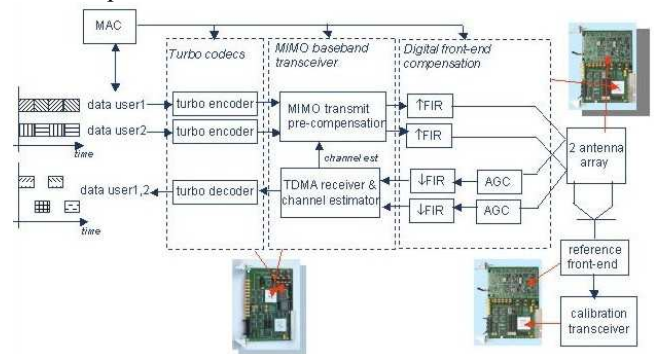 MAC
Turbo codecs
MIMO baseband
transceiver
Digital front-end
compensation
data user1
turbo encoder
MIMO transmit
pre-compensation
↑FIR
data user2
turbo encoder
↑FIR
time
2 antenna
array
channel est
data user1,2
turbo decoder
TDMA receiver &
channel estimator
↓FIR
AGC
↓FIR
AGC
time
reference
front-end
calibration
transceiver